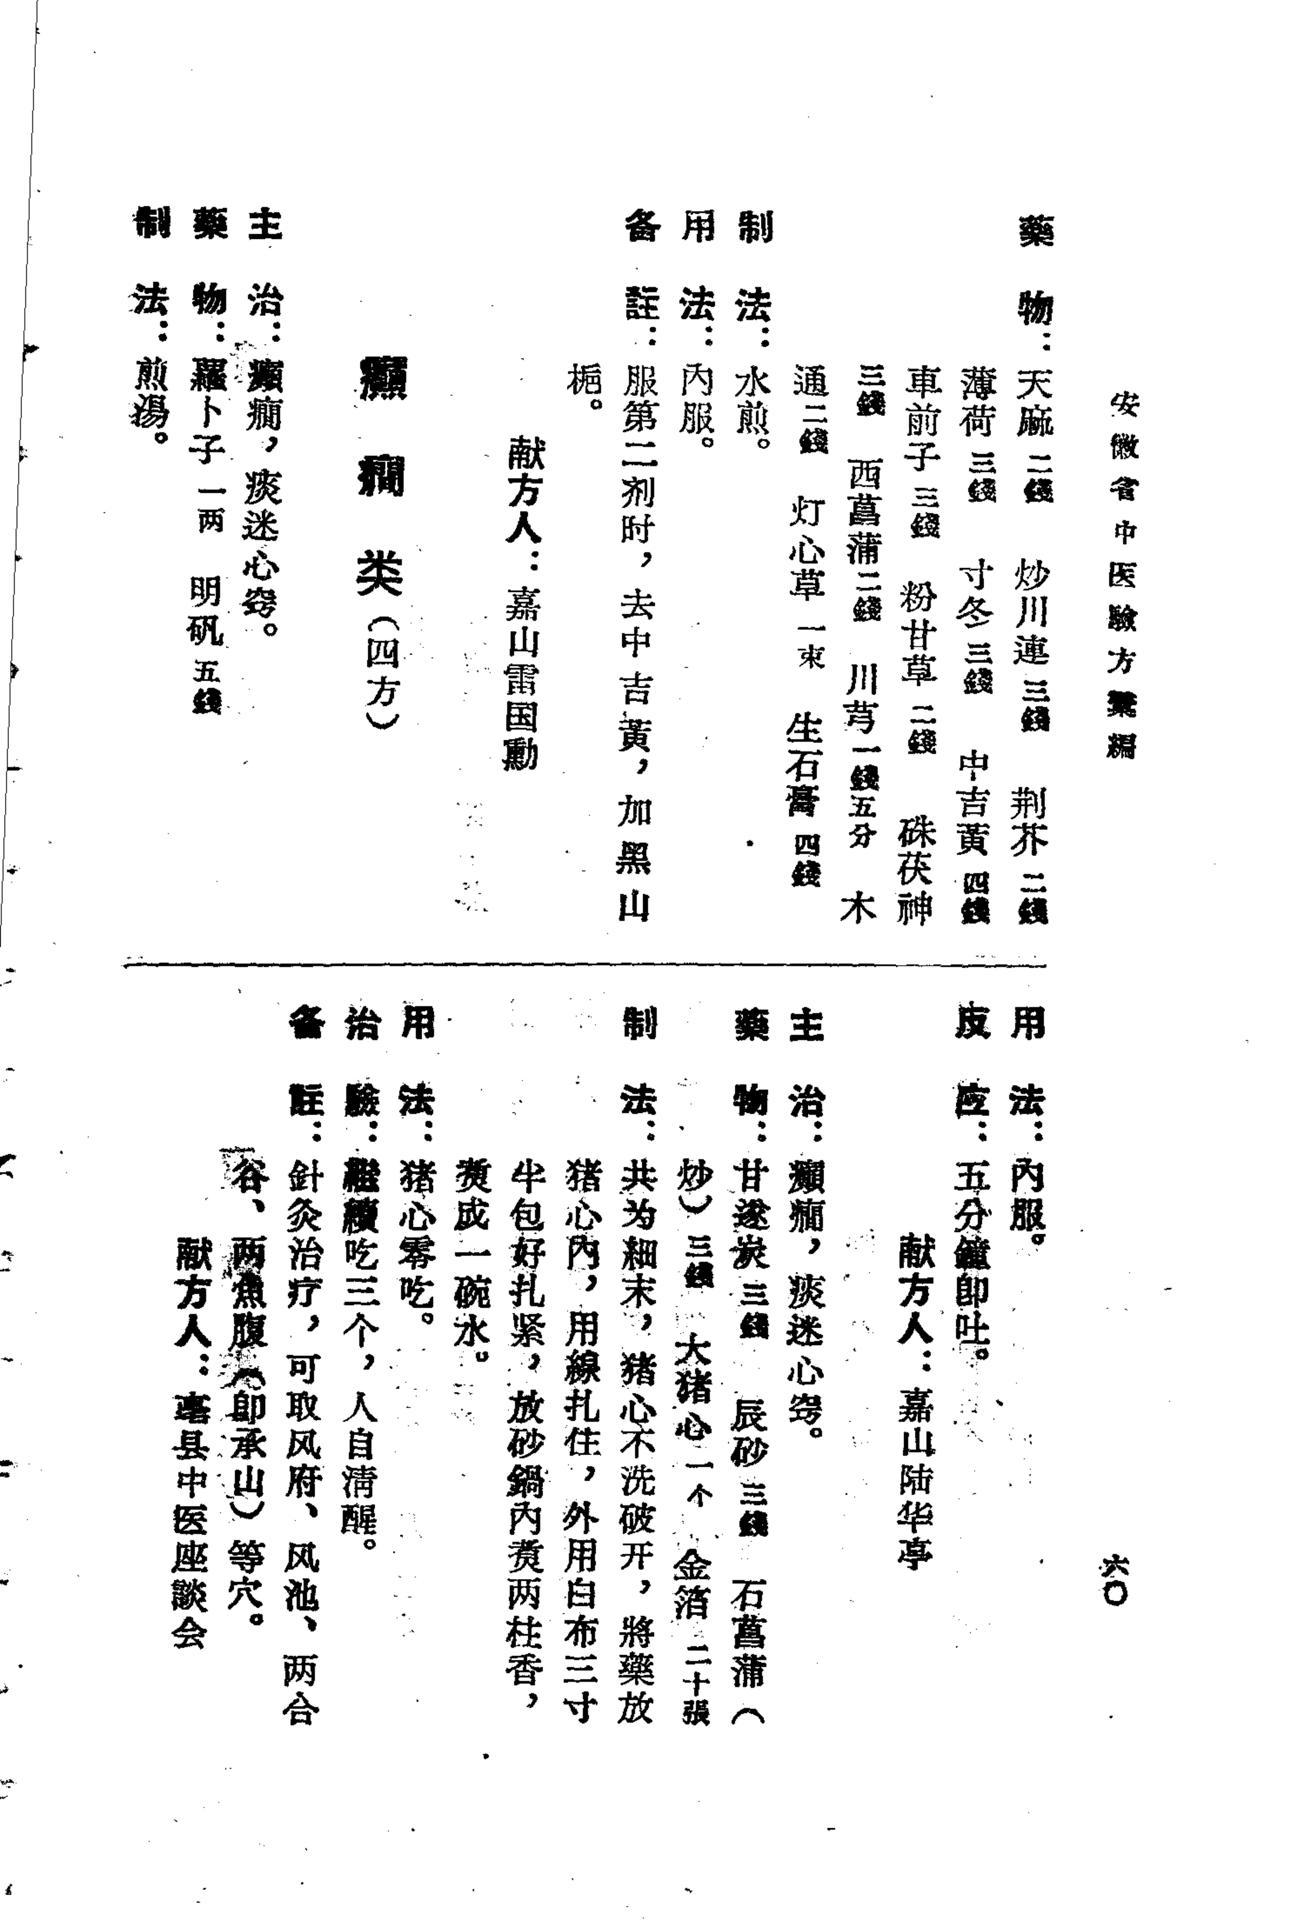 安徽省中医驗方彙編
六〇
藥物：天麻二錢　炒川連三錢　荆芥二錢
薄荷三錢　寸冬三錢　中吉黃四錢
車前子三錢　粉甘草二錢　硃茯神
三錢　西菖蒲二錢　川芎一錢五分　木
通二錢　灯心草一束　生石膏四錢
制法：水煎。
用法：內服。
备註：服第二剂时，去中吉黃，加黑山
梔。
献方人：嘉山雷国勳
癲癇类（四方）
主治：癲癇，痰迷心窍。
藥物：蘿卜子一两　明矾五錢
制法：煎湯。
用法：內服。
反应：五分鐘卽吐。
献方人：嘉山陆华亭
主治：癲癇，痰迷心窍。
藥物：甘遂炭三錢　辰砂三錢　石菖蒲（
炒）三錢　大猪心一个　金箔二十張
制法：共为細末，猪心不洗破开，將藥放
猪心內，用線扎住，外用白布三寸
半包好扎紧，放砂鍋內煑两柱香，
煑成一碗水。
用法：猪心零吃。
治驗：繼續吃三个，人自淸醒。
备註：針灸治疗，可取风府、风池、两合
谷、两魚腹（卽承山）等穴。
献方人：亳县中医座談会